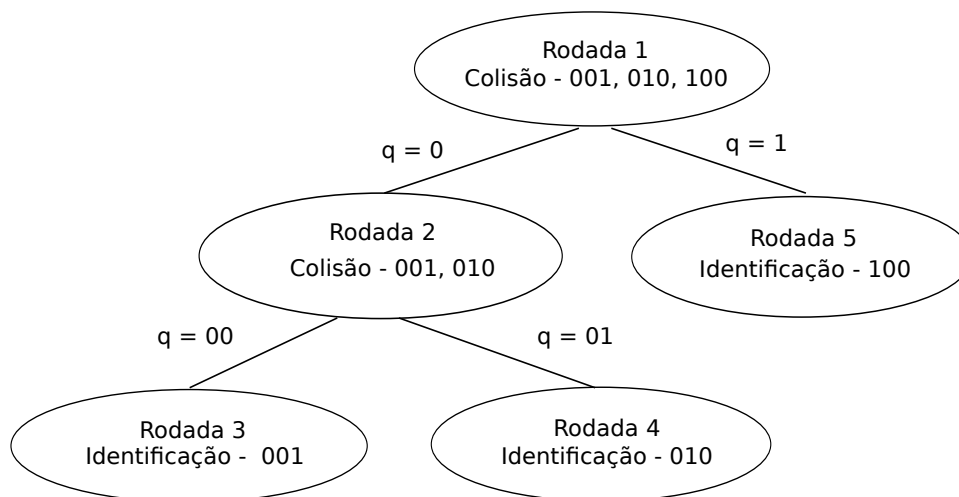 Rodada 1
Colisão - 001, 010, 100
q = 0
q = 1
Rodada 2
Colisão - 001, 010
Rodada 5
Identificação - 100
q = 00
q = 01
Rodada 3
Identificação - 001
Rodada 4
Identificação - 010